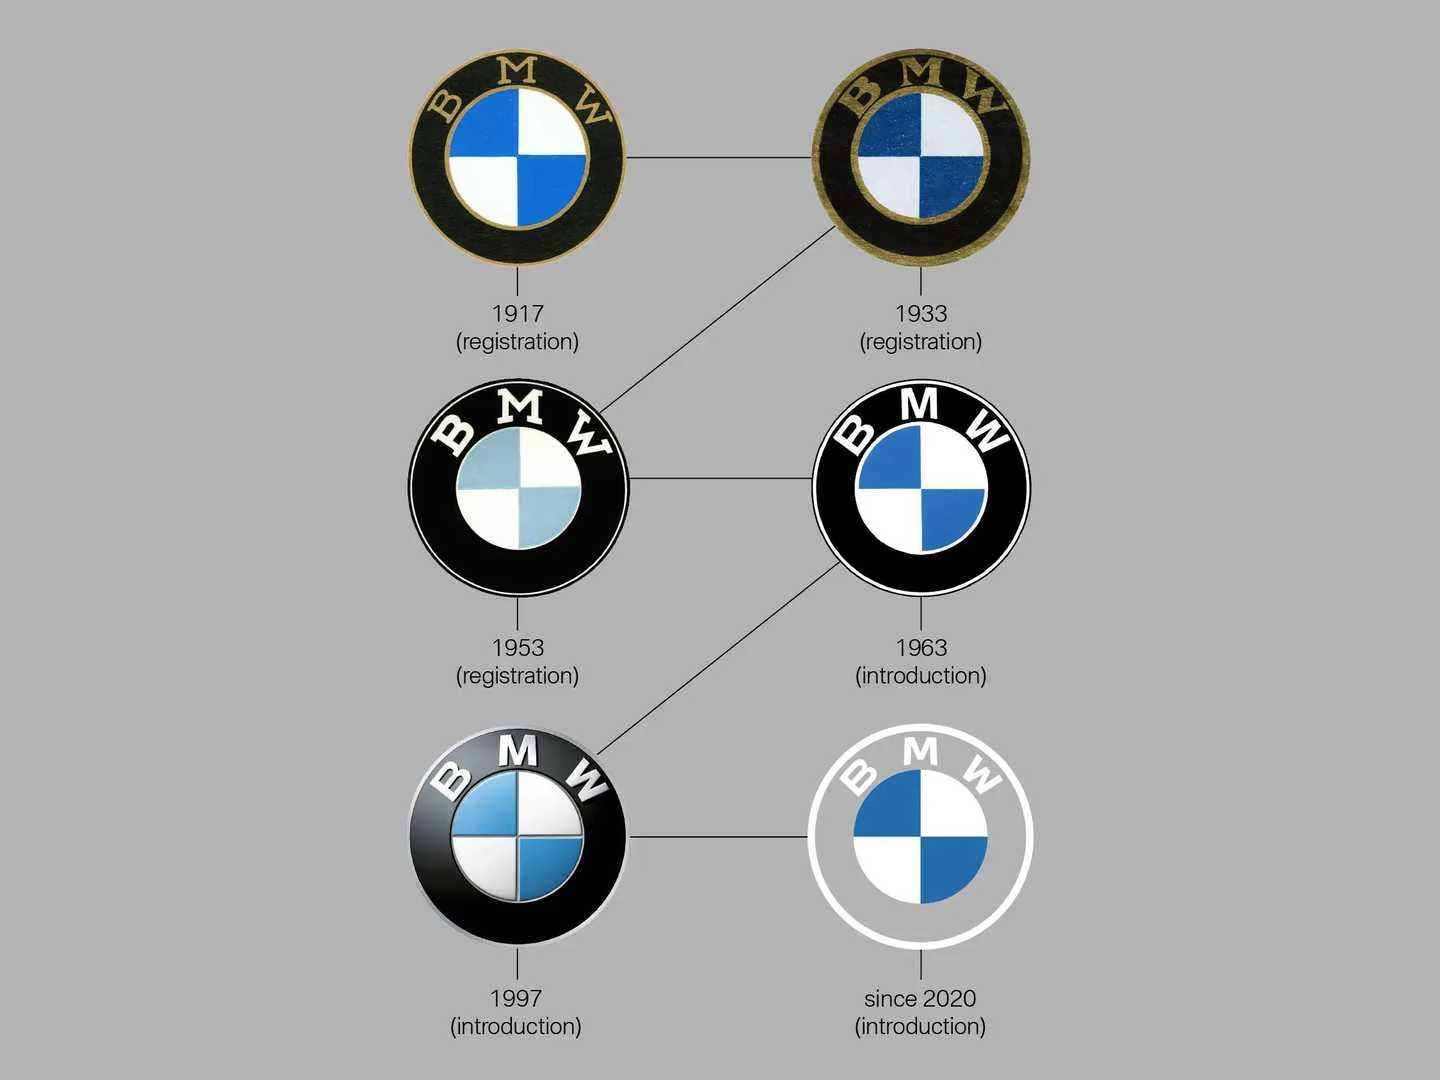 BMW
BMW
1917
(registration)
1933
(registration)
BMW
BMW
1953
(registration)
1963
(introduction)
BMW
BMW
1997
(introduction)
since 2020
(introduction)